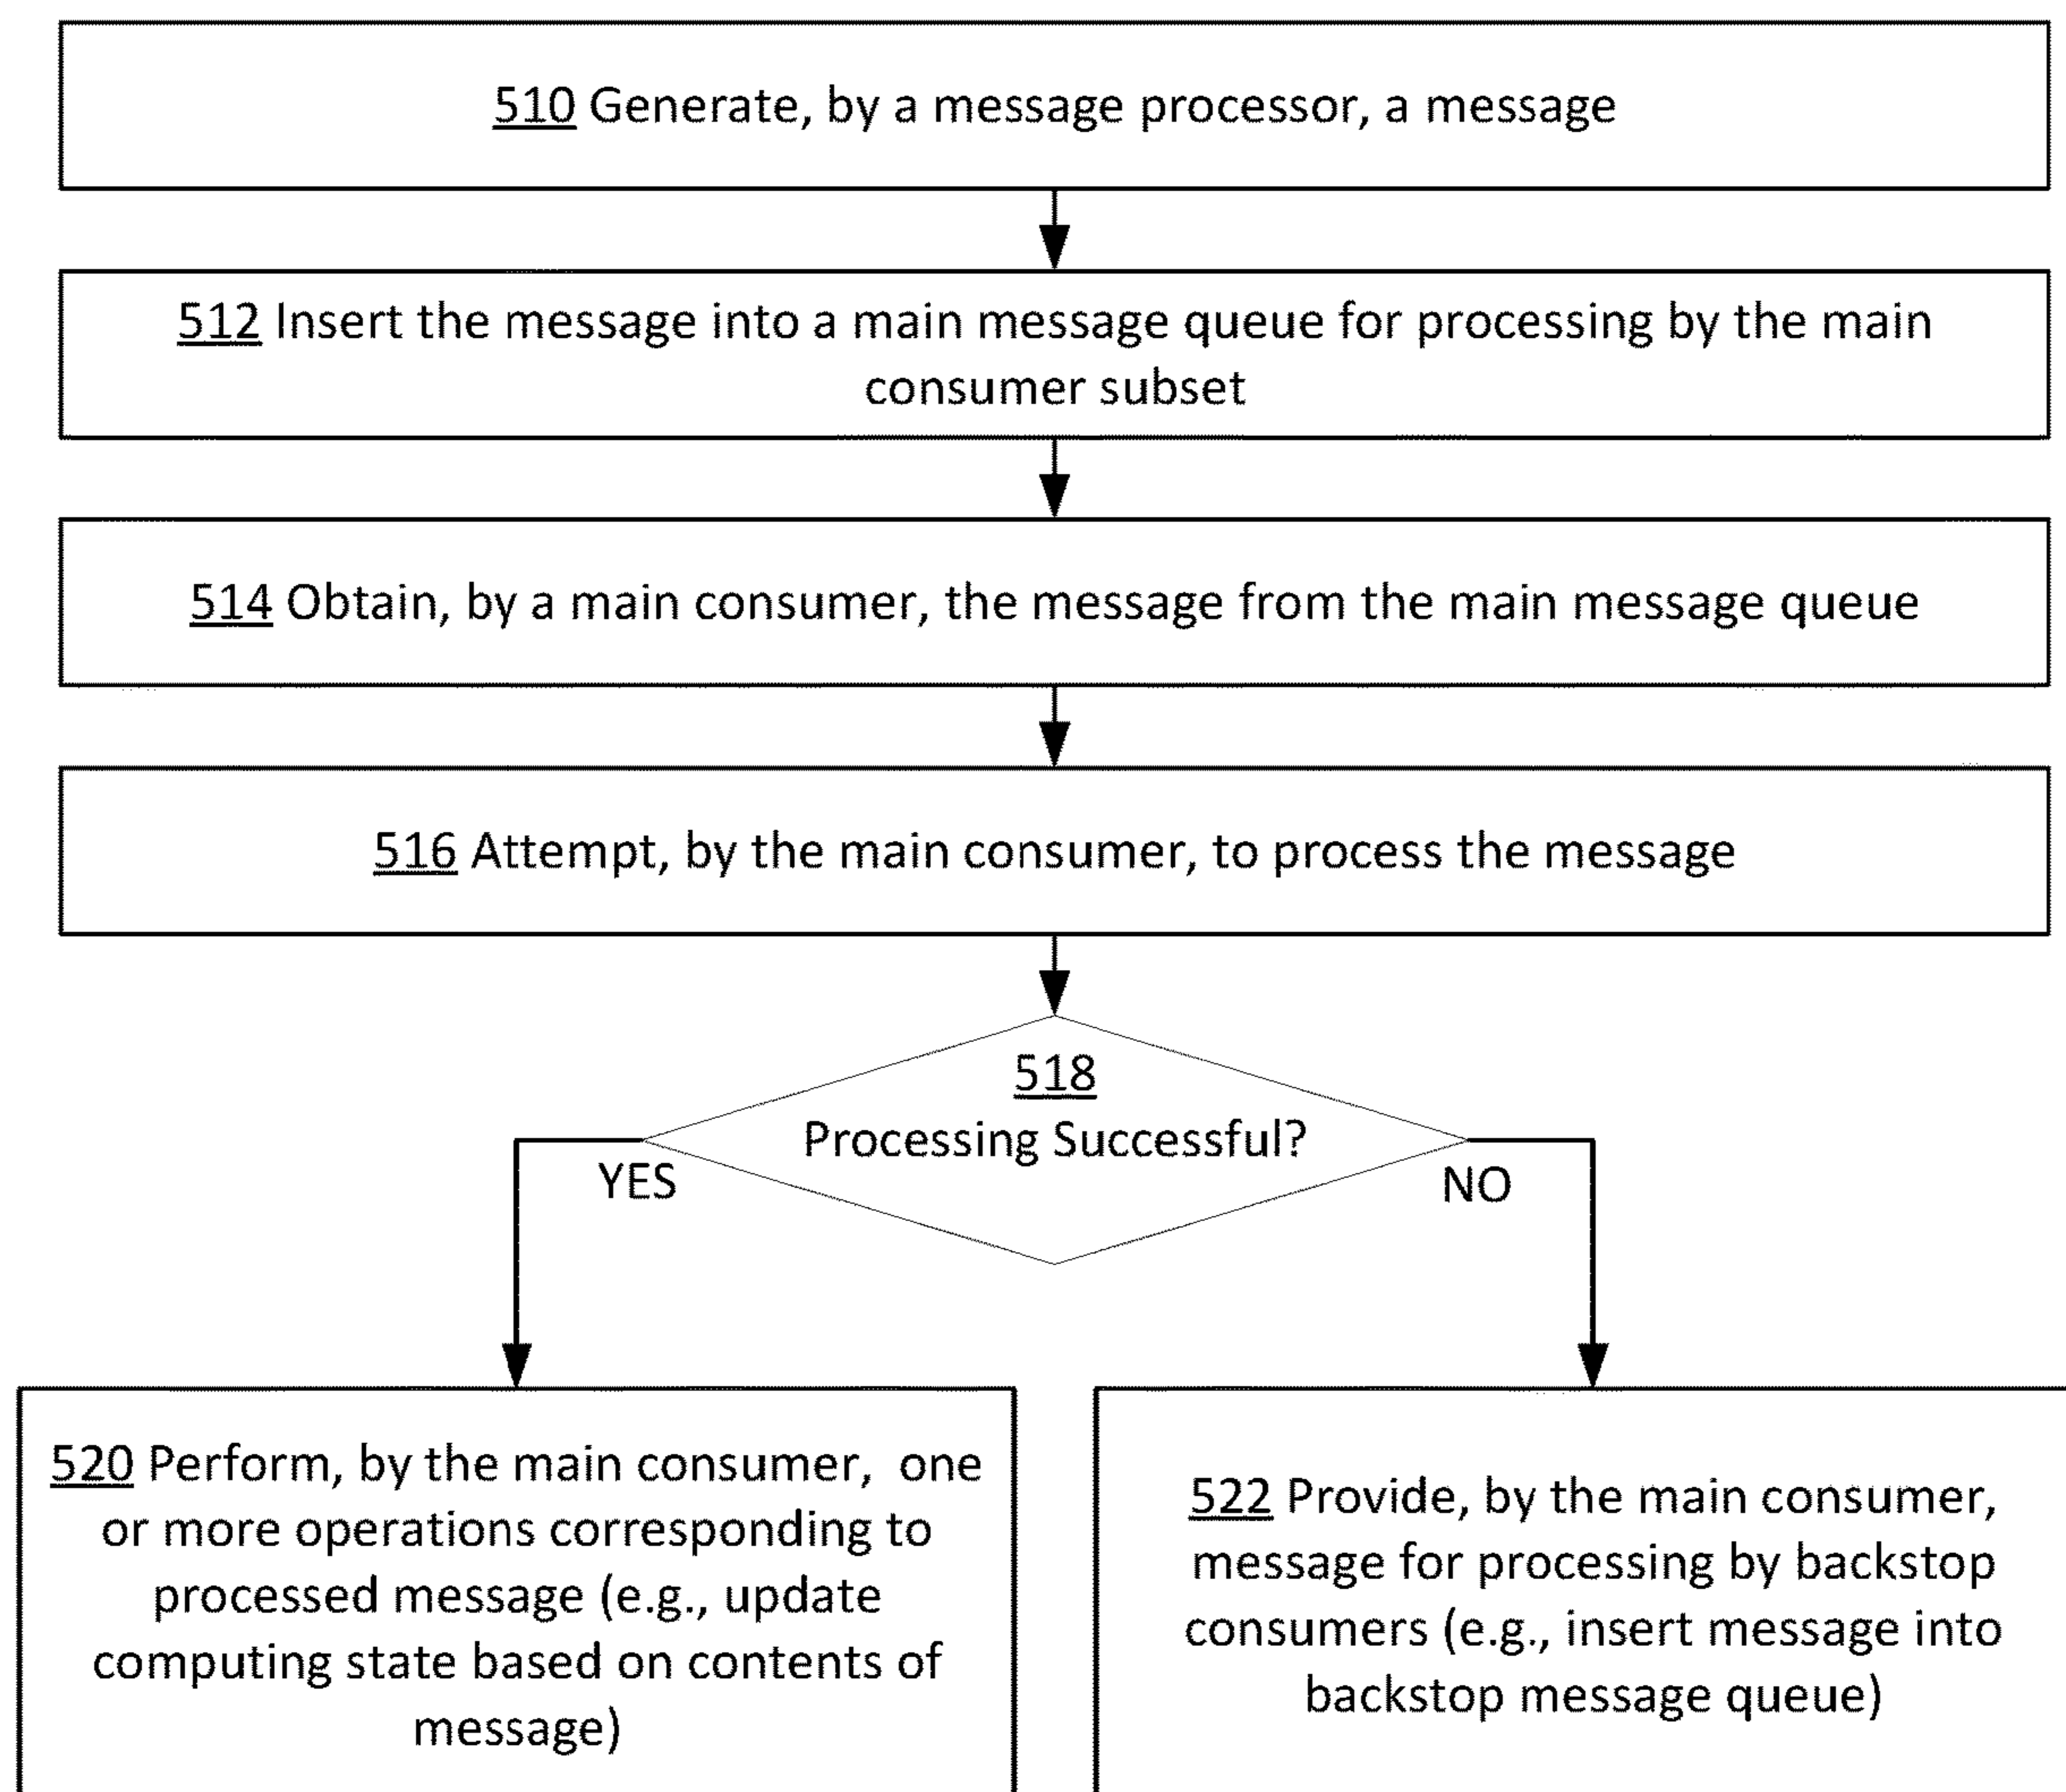 510 Generate, by a message processor, a message
512 Insert the message into a main message queue for processing by the main
consumer subset
514 Obtain, by a main consumer, the message from the main message queue
516 Attempt, by the main consumer, to process the message
518
Processing Successful?
YES
NO
520 Perform, by the main consumer, one
or more operations corresponding to
processed message (e.g., update
computing state based on contents of
message)
522 Provide, by the main consumer,
message for processing by backstop
consumers (e.g., insert message into
backstop message queue)